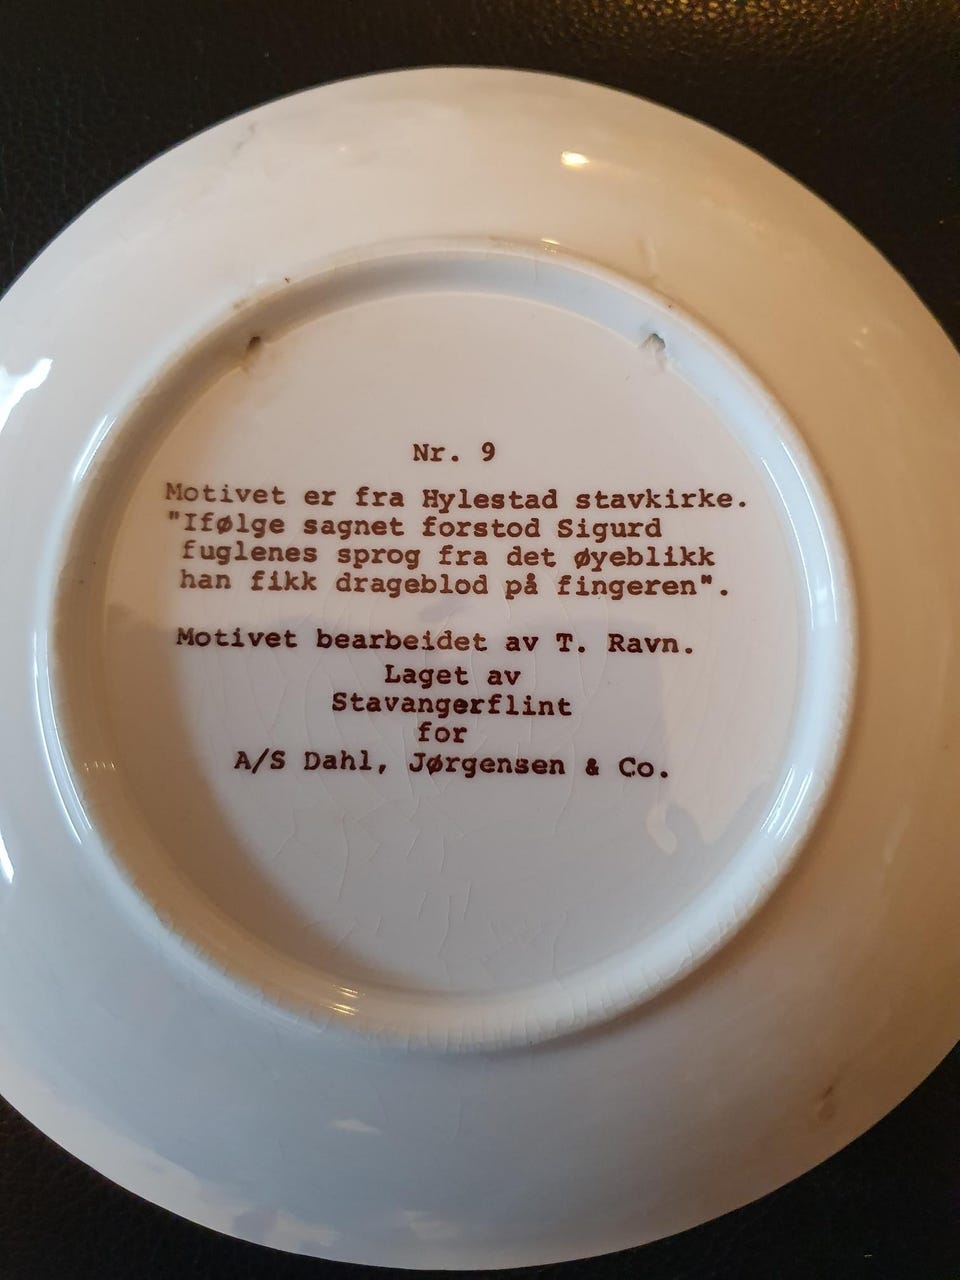 Nr. 9
Motivet er fra Hylestad stavkirke.
"Ifølge sagnet forstod Sigurd
fuglenes sprog fra det øyeblikk
han fikk drageblod på fingeren".
Motivet bearbeidet av T. Ravn.
Laget av
Stavangerflint
for
A/S Dahl, Jørgensen & Co.